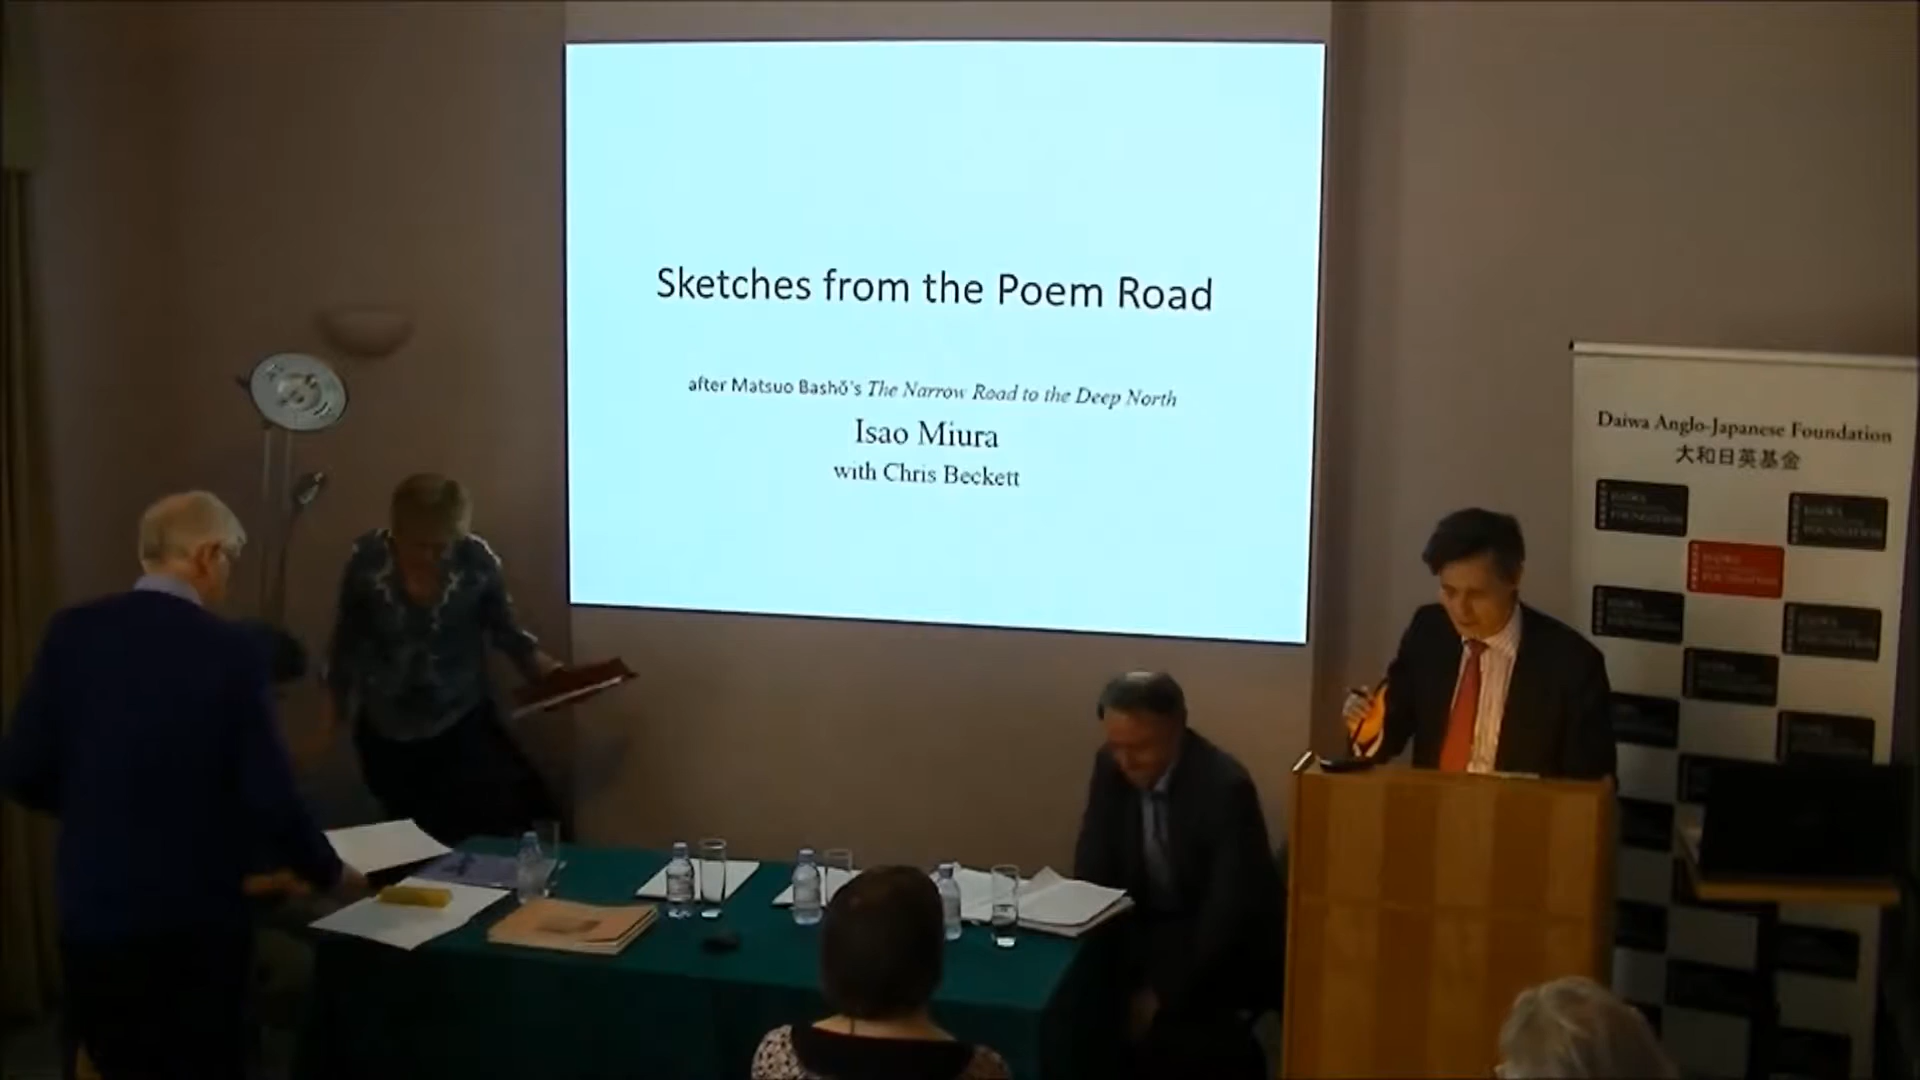 Sketches from the Poem Road
after Matsuo Bashō's The Narrow Road to the Deep North
Isao Miura
with Chris Beckett
Daiwa Anglo-Japanese Foundation
大和日英基金